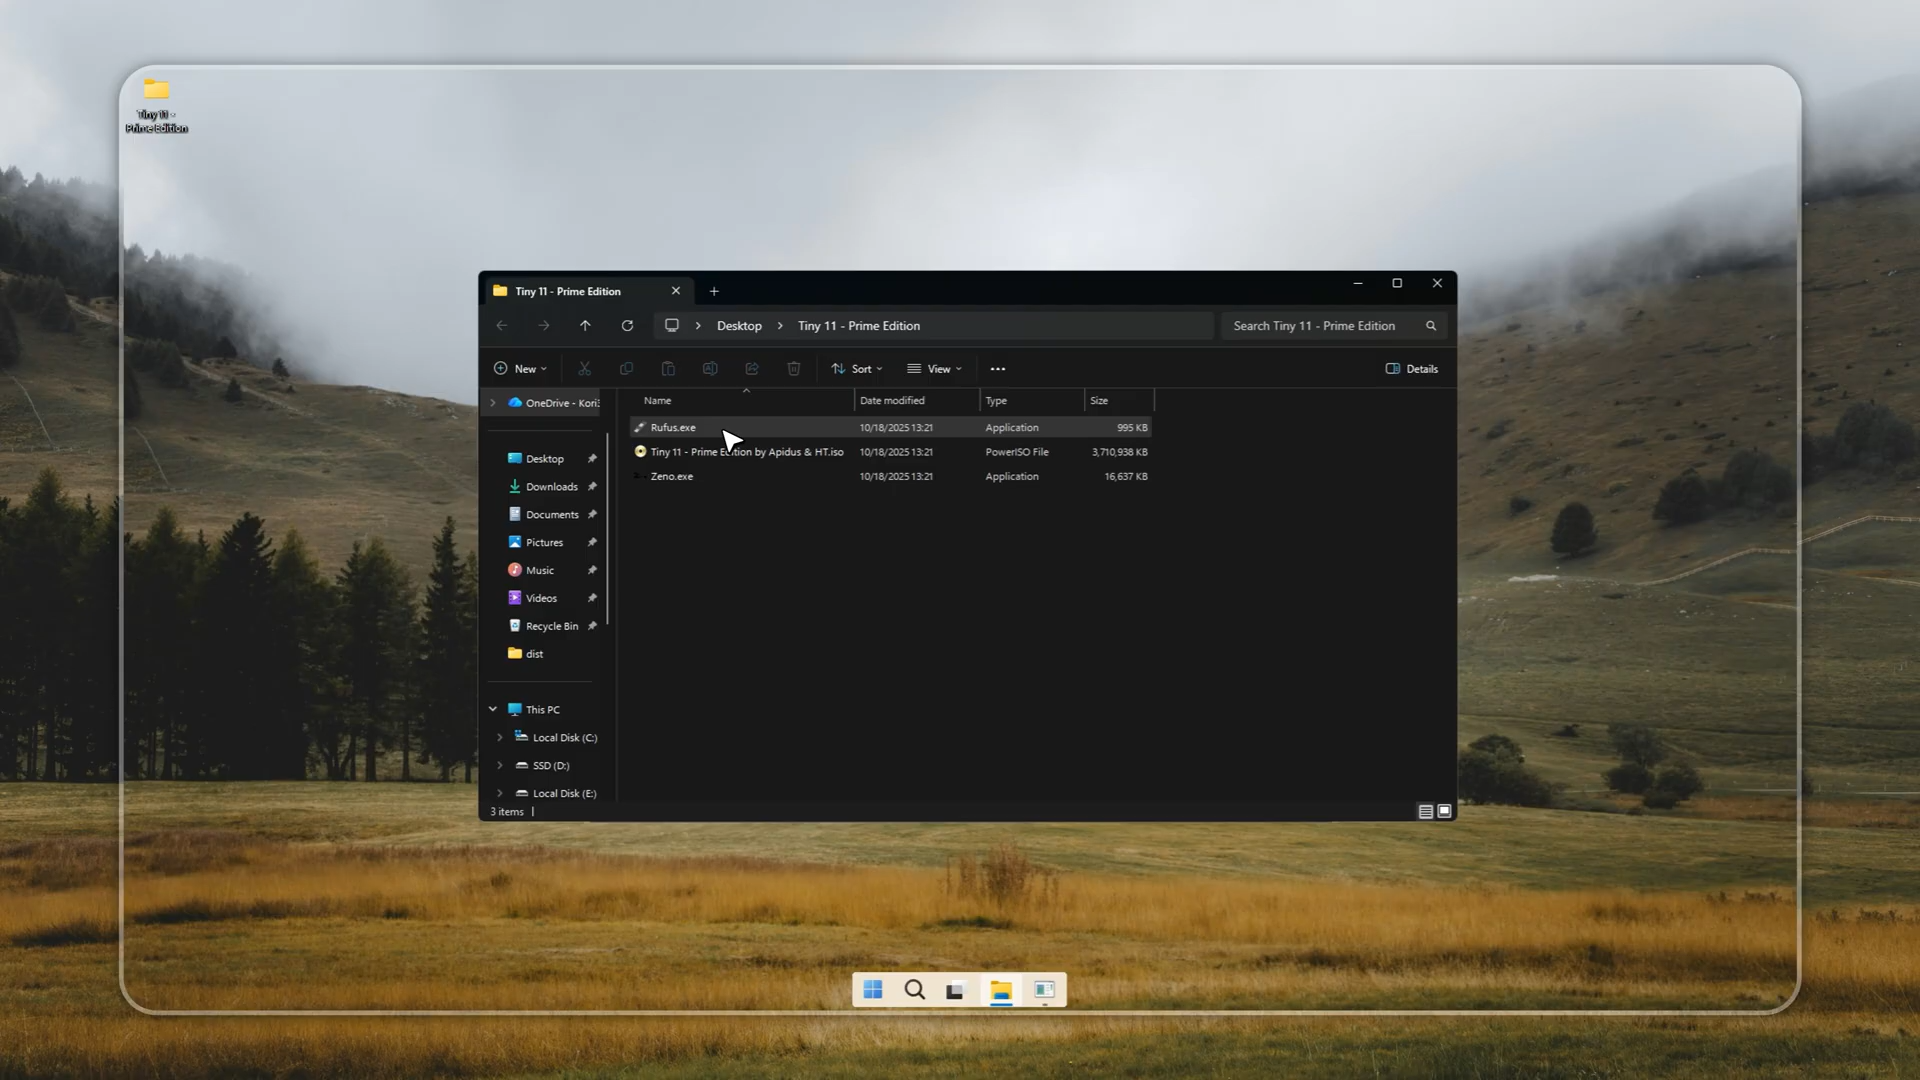 Tiny 11 -
Prime Edition
Tiny 11 - Prime Edition
Desktop
Tiny 11 - Prime Edition
Search Tiny 11 - Prime Edition
New
Sort
View
Details
Name
Date modified
Type
Size
OneDrive - Kori
Rufus.exe
10/18/2025 13:21
Application
995 KB
Tiny 11 - Prime Edition by Apidus & HT.iso
10/18/2025 13:21
PowerISO File
3,710,938 KB
Zeno.exe
10/18/2025 13:21
Application
16,637 KB
Desktop
Downloads
Documents
Pictures
Music
Videos
Recycle Bin
dist
This PC
Local Disk (C:)
SSD (D:)
Local Disk (E:)
3 items